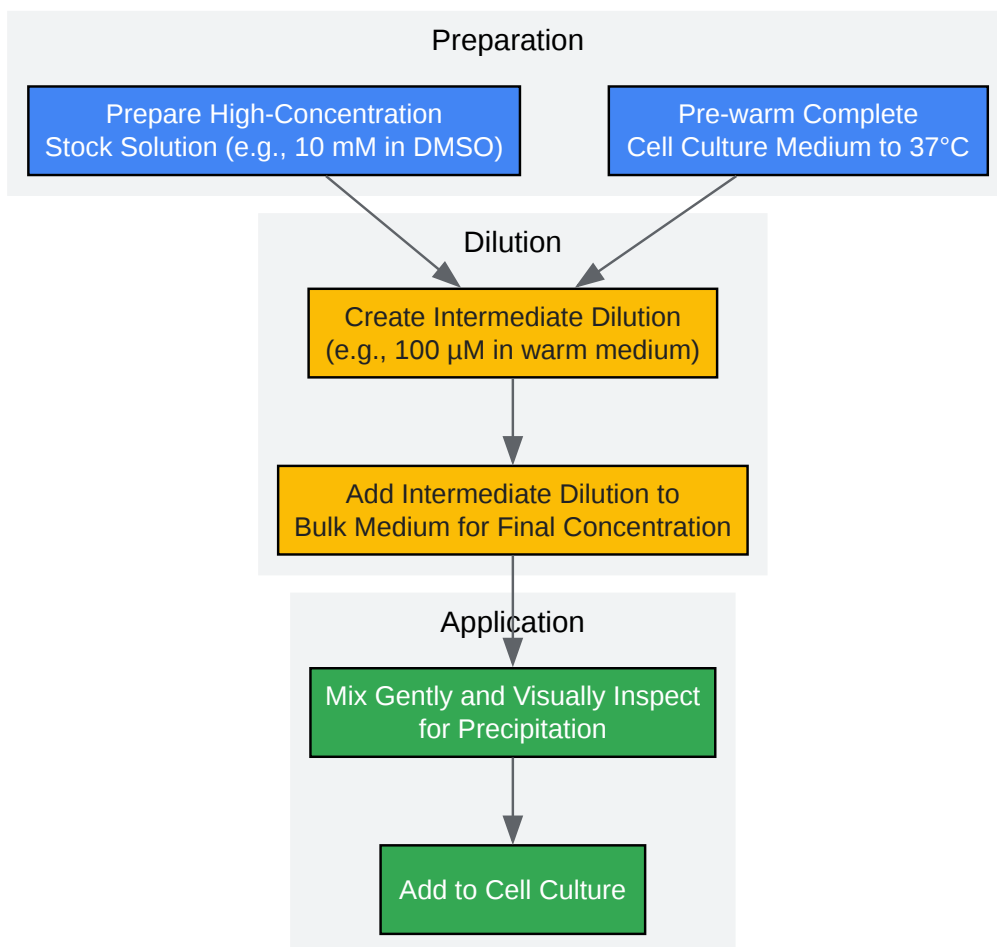 Preparation
Prepare High-Concentration
Stock Solution (e.g., 10 mM in DMSO)
Pre-warm Complete
Cell Culture Medium to 37°C
Dilution
Create Intermediate Dilution
(e.g., 100 µM in warm medium)
Add Intermediate Dilution to
Bulk Medium for Final Concentration
Application
Mix Gently and Visually Inspect
for Precipitation
Add to Cell Culture